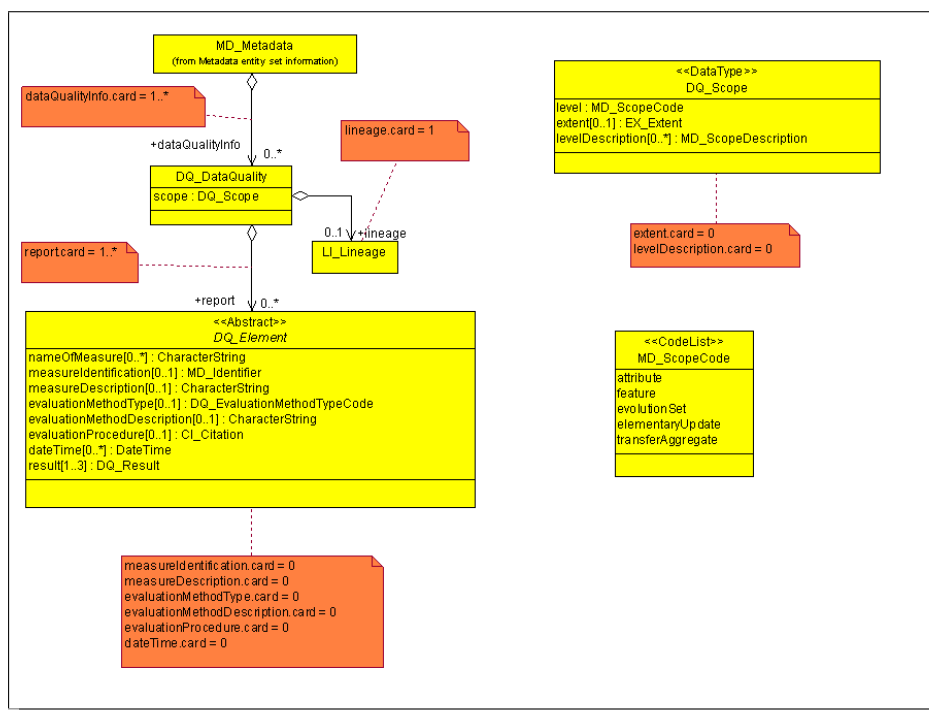 MD_Metadata
(from Metadata entity set information)
dataQualityInfo.card = 1..*
+dataQualityInfo
0..*
lineage.card = 1
DQ_DataQuality
scope : DQ_Scope
0..1
+lineage
LI_Lineage
report.card = 1..*
+report
0..*
<<Abstract>>
DQ_Element
nameOfMeasure[0..*] : CharacterString
measureIdentification[0..1] : MD_Identifier
measureDescription[0..1] : CharacterString
evaluationMethodType[0..1] : DQ_EvaluationMethodTypeCode
evaluationMethodDescription[0..1] : CharacterString
evaluationProcedure[0..1] : CI_Citation
dateTime[0..*] : DateTime
result[1..3] : DQ_Result
measureIdentification.card = 0
measureDescription.card = 0
evaluationMethodType.card = 0
evaluationMethodDescription.card = 0
evaluationProcedure.card = 0
dateTime.card = 0
<<DataType>>
DQ_Scope
level : MD_ScopeCode
extent[0..1] : EX_Extent
levelDescription[0..*] : MD_ScopeDescription
extent.card = 0
levelDescription.card = 0
<<CodeList>>
MD_ScopeCode
attribute
feature
evolutionSet
elementaryUpdate
transferAggregate